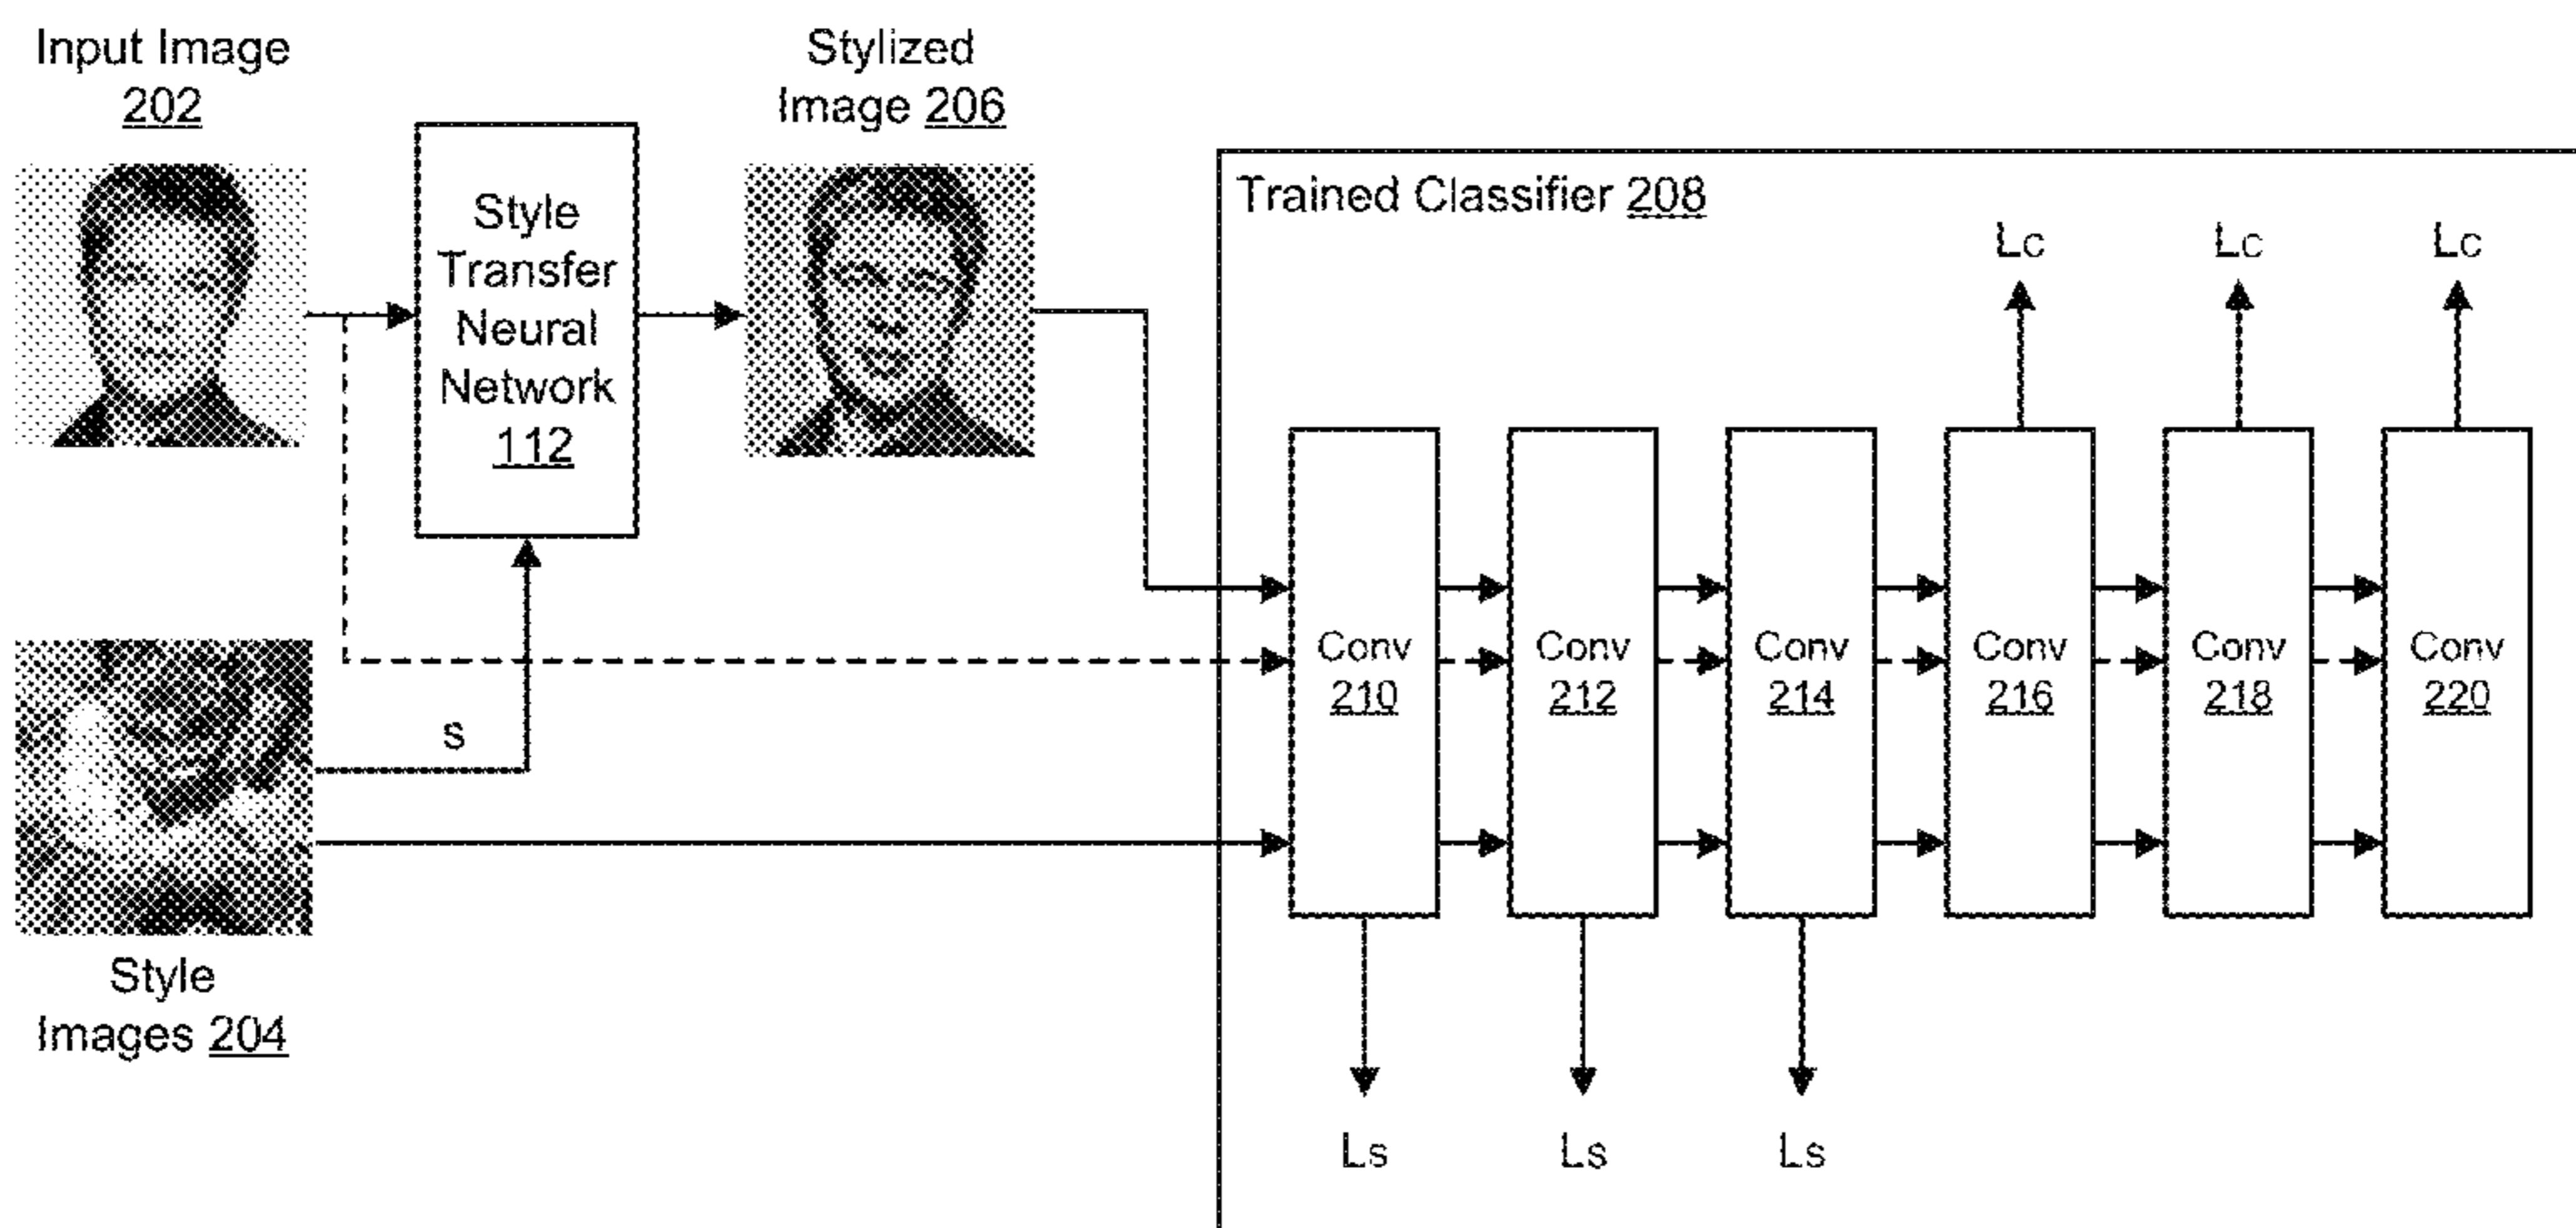 Input Image
202
Stylized
Image 206
Style
Transfer
Neural
Network
112
Trained Classifier 208
Lc
Lc
Lc
Conv
210
Conv
212
Conv
214
Conv
216
Conv
218
Conv
220
s
Style
Images 204
Ls
Ls
Ls